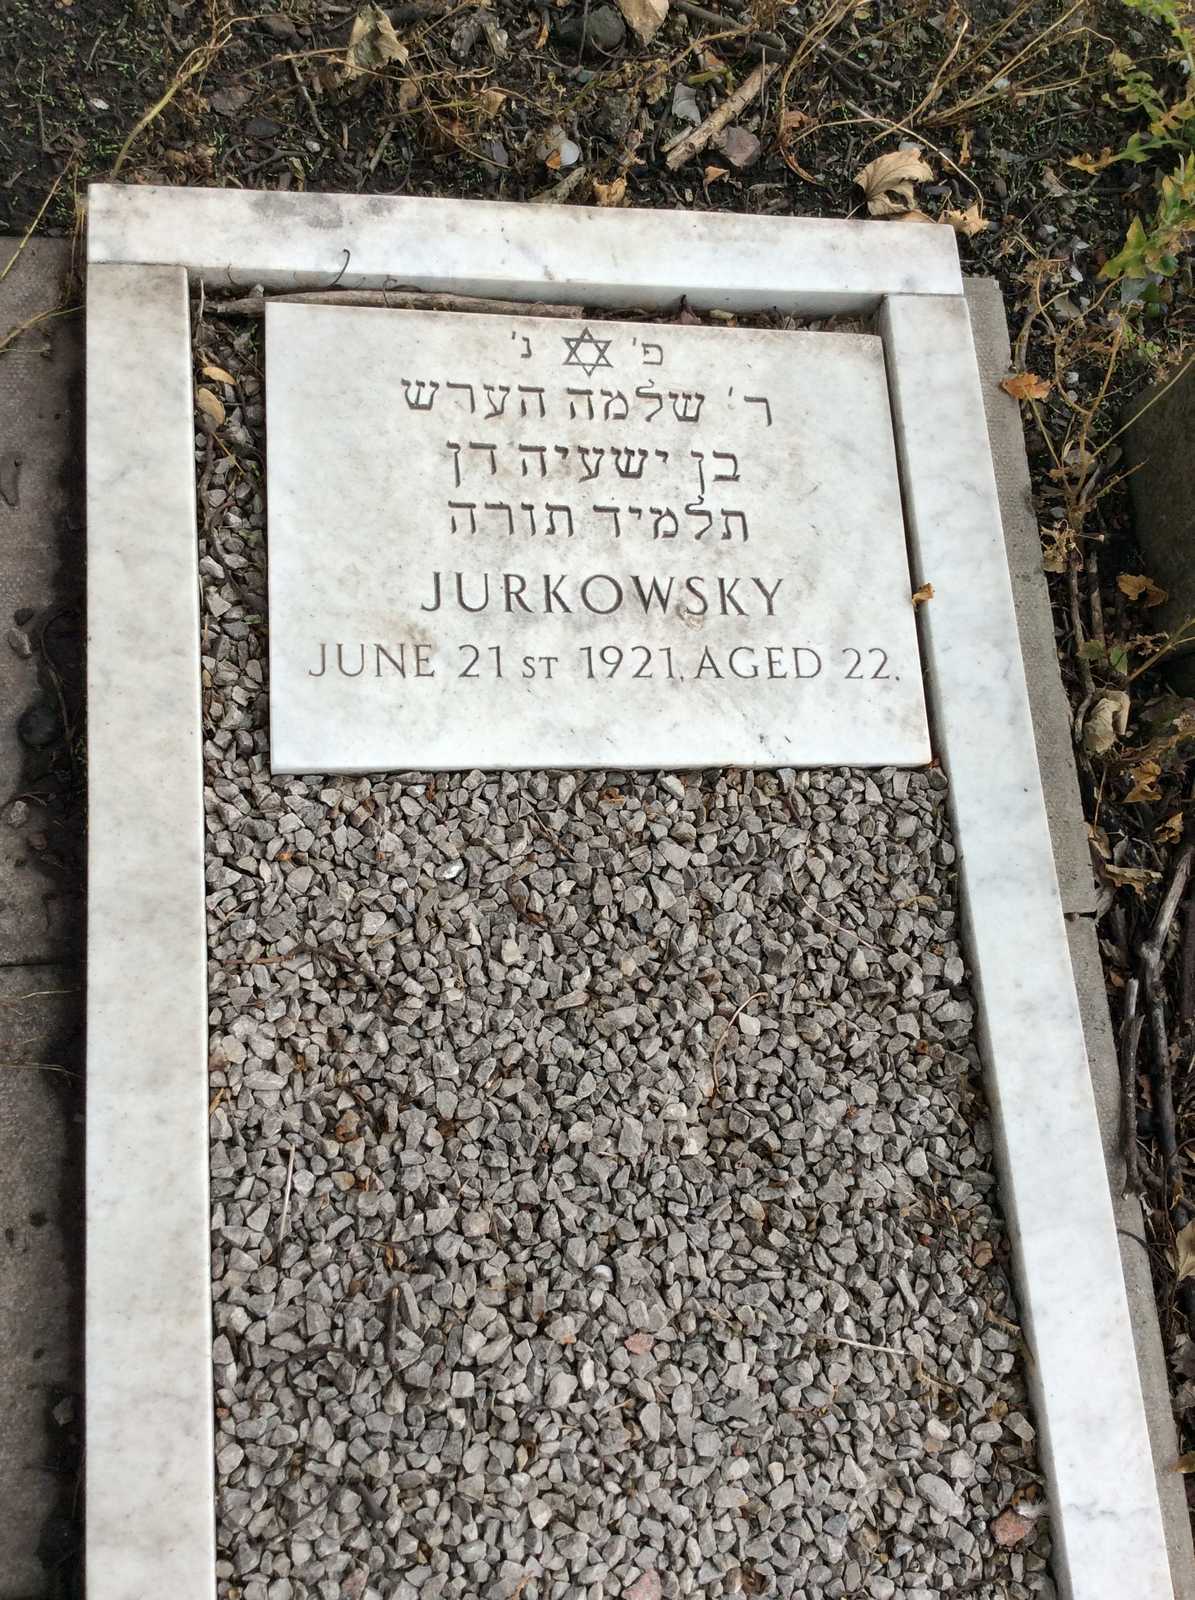 פ' נ'
ר' שלמה הערש
בן ישעיה דן
תלמיד תורה
JURKOWSKY
JUNE 21ST 1921, AGED 22.